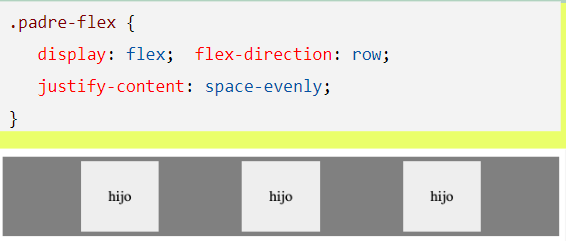 .padre-flex {
display: flex; flex-direction: row;
justify-content: space-evenly;
}
hijo hijo hijo